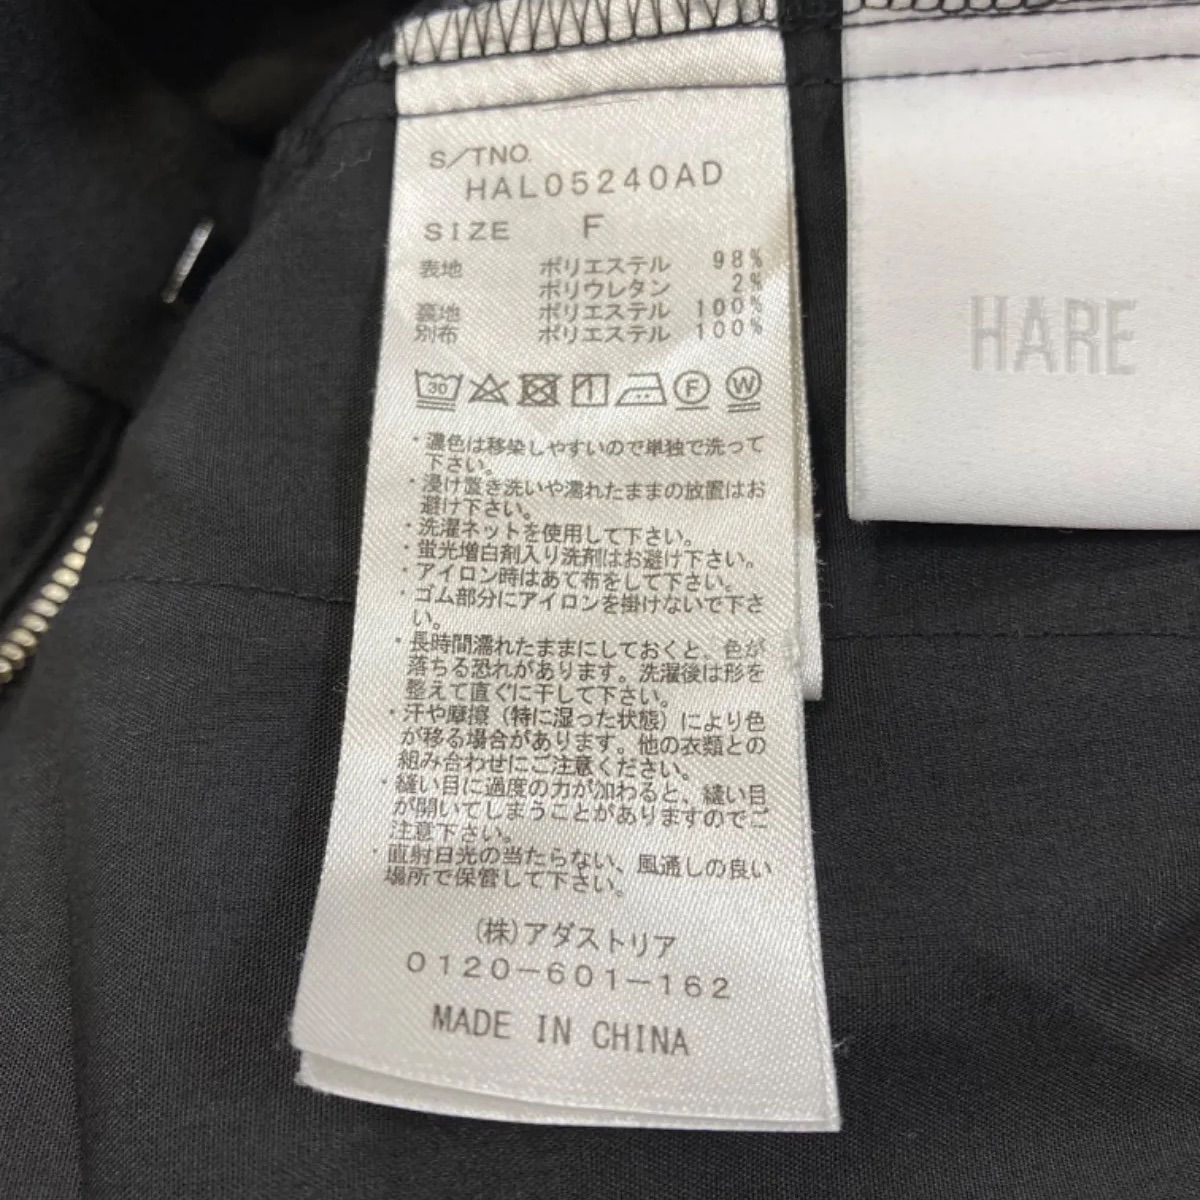 S/TNO.
HAL05240AD
SIZE F
表地 ポリエステル 98%
ポリウレタン 2%
裏地 ポリエステル 100%
別布 ポリエステル 100%
30 1 F W
・濃色は移染しやすいので単独で洗って
下さい。
・浸け置き洗いや濡れたままの放置はお
避け下さい。
・洗濯ネットを使用して下さい。
・蛍光増白剤入り洗剤はお避け下さい。
・アイロン時はあて布をして下さい。
・ゴム部分にアイロンを掛けないで下さ
い。
・長時間濡れたままにしておくと、色が
落ちる恐れがあります。洗濯後は形を
整えて直ぐに干して下さい。
・汗や摩擦(特に湿った状態)により色
が移る場合があります。他の衣類との
組み合わせにご注意ください。
・縫い目に過度の力が加わると、縫い目
が開いてしまうことがありますのでご
注意下さい。
・直射日光の当たらない、風通しの良い
場所で保管して下さい。
(株)アダストリア
0120-601-162
MADE IN CHINA
HARE